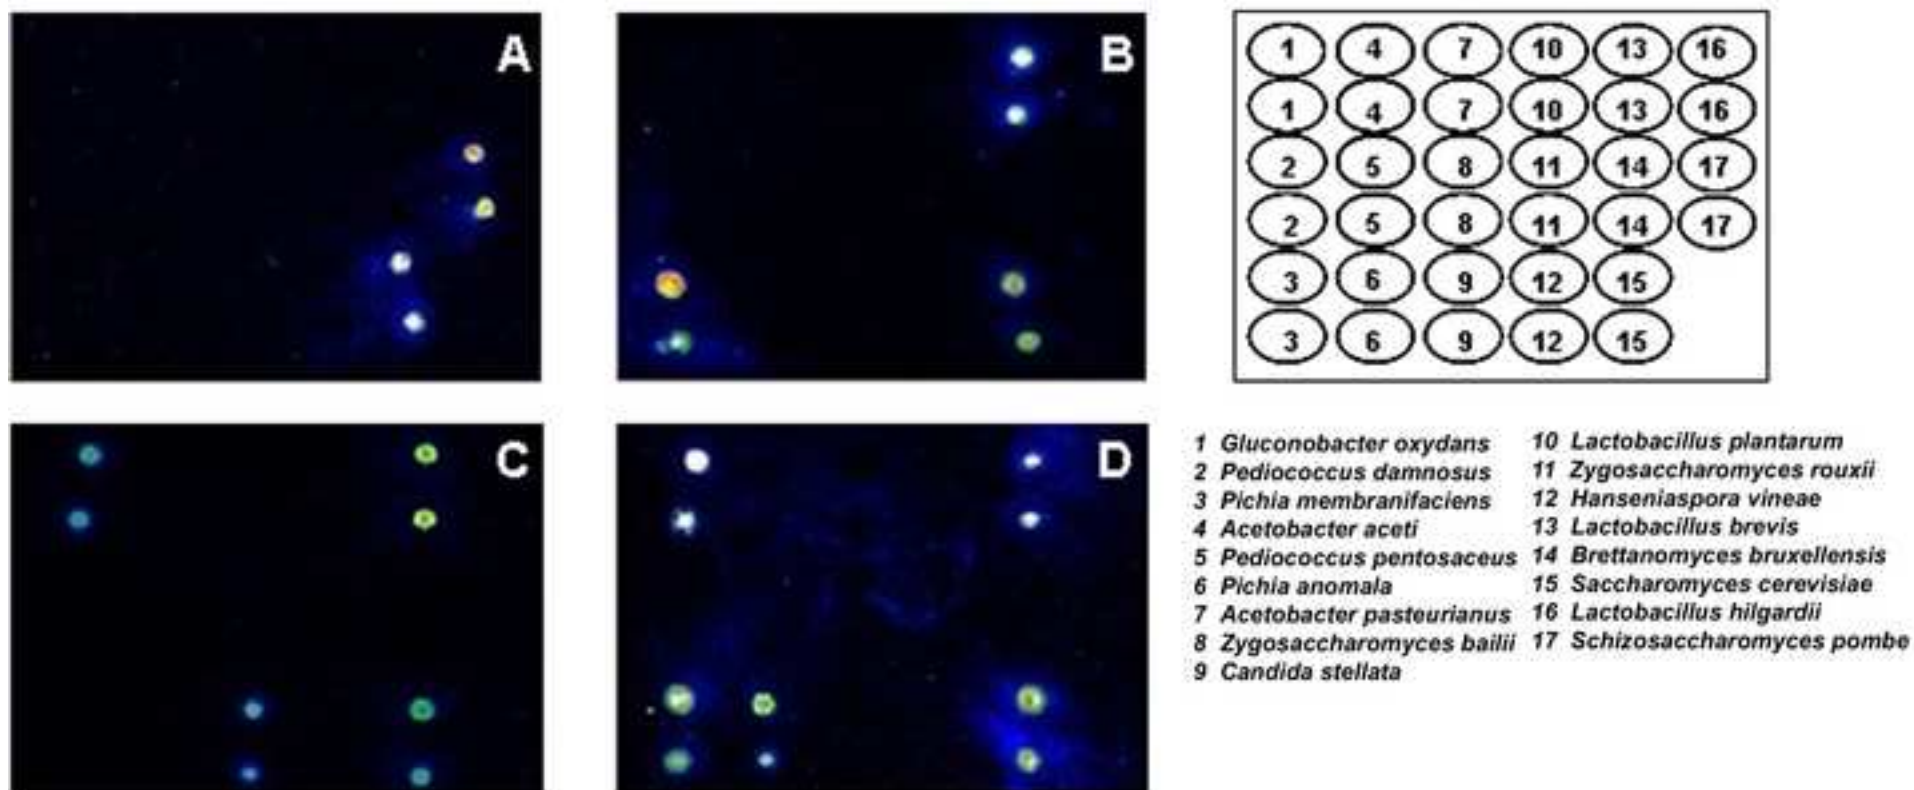 A
B
1 4 7 10 13 16
1 4 7 10 13 16
2 5 8 11 14 17
2 5 8 11 14 17
3 6 9 12 15
3 6 9 12 15
C
D
1 Gluconobacter oxydans
2 Pediococcus damnosus
3 Pichia membranifaciens
4 Acetobacter aceti
5 Pediococcus pentosaceus
6 Pichia anomala
7 Acetobacter pasteurianus
8 Zygosaccharomyces bailii
9 Candida stellata
10 Lactobacillus plantarum
11 Zygosaccharomyces rouxii
12 Hanseniaspora vineae
13 Lactobacillus brevis
14 Brettanomyces bruxellensis
15 Saccharomyces cerevisiae
16 Lactobacillus hilgardii
17 Schizosaccharomyces pombe